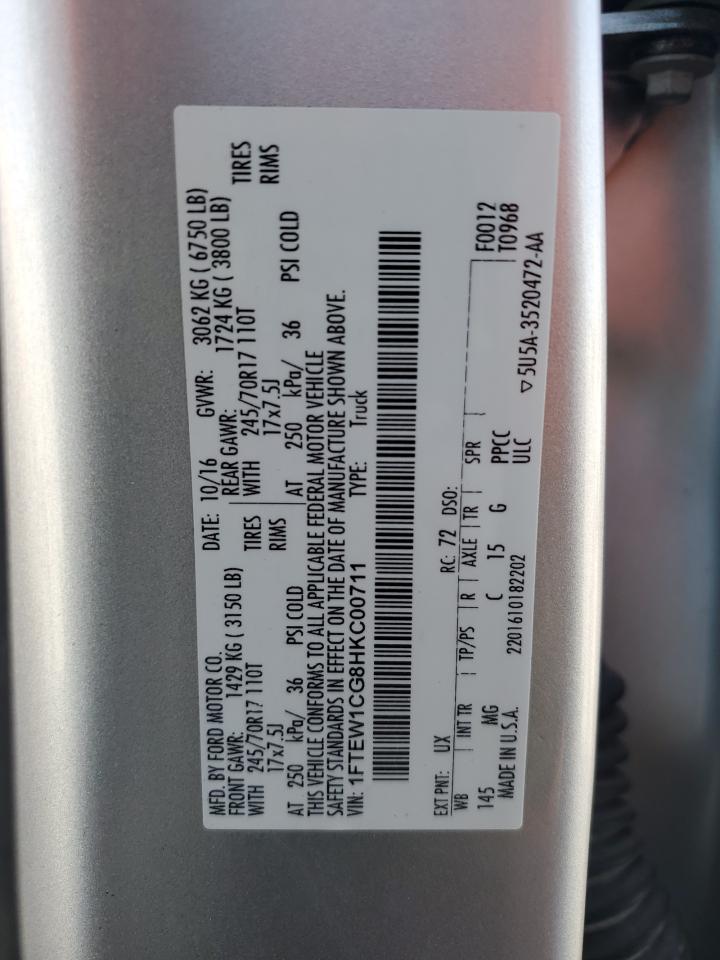 MFD. BY FORD MOTOR CO.
DATE: 10/16 GVWR: 3062 KG ( 6750 LB)
FRONT GAWR: 1429 KG ( 3150 LB) REAR GAWR: 1724 KG ( 3800 LB)
WITH 245/70R17 110T TIRES WITH 245/70R17 110T TIRES
17x7.5J RIMS 17x7.5J RIMS
AT 250 kPa/ 36 PSI COLD AT 250 kPa/ 36 PSI COLD
THIS VEHICLE CONFORMS TO ALL APPLICABLE FEDERAL MOTOR VEHICLE
SAFETY STANDARDS IN EFFECT ON THE DATE OF MANUFACTURE SHOWN ABOVE.
VIN: 1FTEW1CG8HKC00711 TYPE: Truck
EXT PNT: UX RC: 72 DSO:
WB INT TR TP/PS R AXLE TR SPR F0012
145 MG C 15 G PPCC T0968
MADE IN U.S.A. 2201610182202 ULC ▽5U5A-3520472-AA